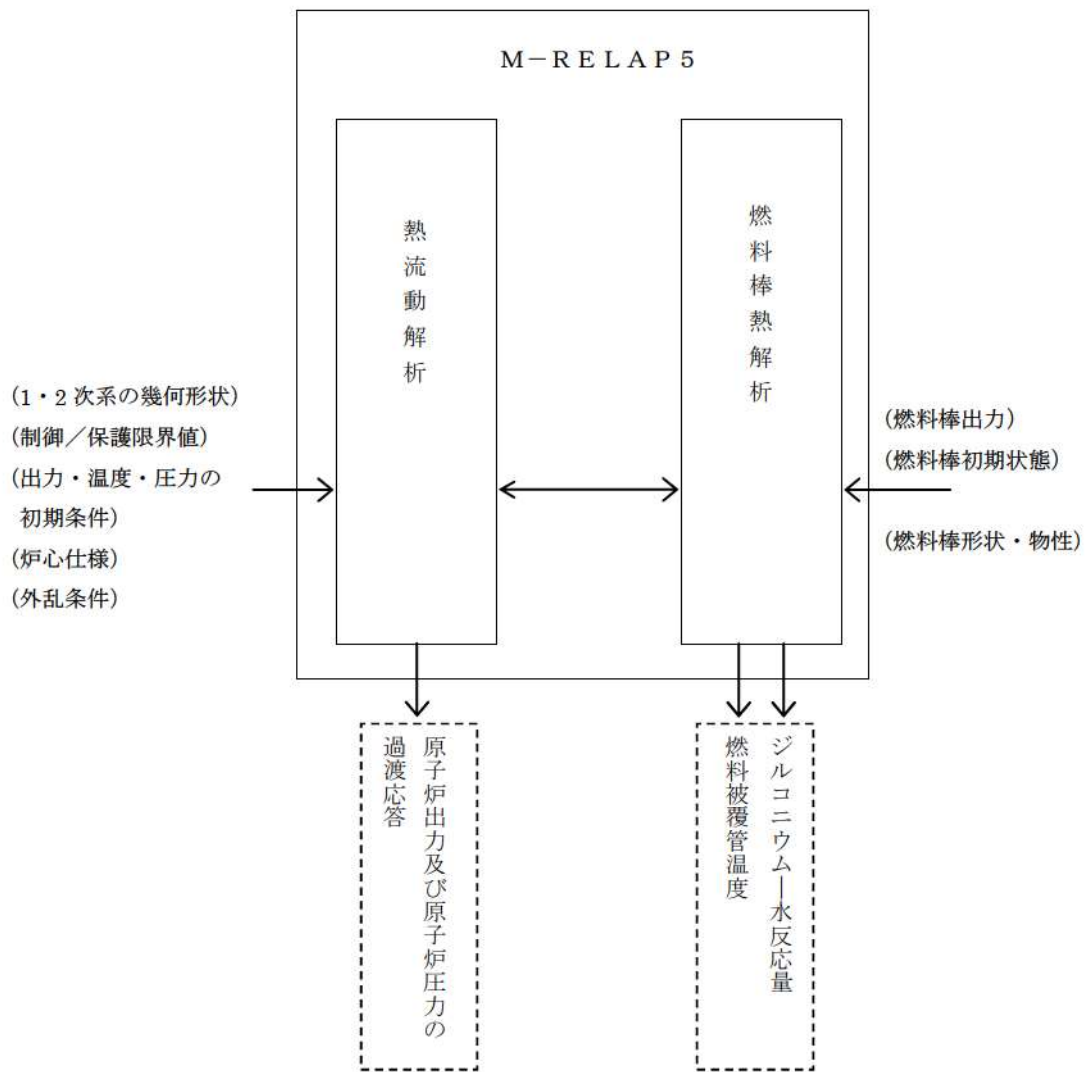 M－RELAP5
熱流動解析
燃料棒熱解析
(1・2次系の幾何形状)
(制御／保護限界値)
(出力・温度・圧力の
初期条件)
(炉心仕様)
(外乱条件)
(燃料棒出力)
(燃料棒初期状態)
(燃料棒形状・物性)
原子炉出力及び原子炉圧力の
過渡応答
ジルコニウム―水反応量
燃料被覆管温度